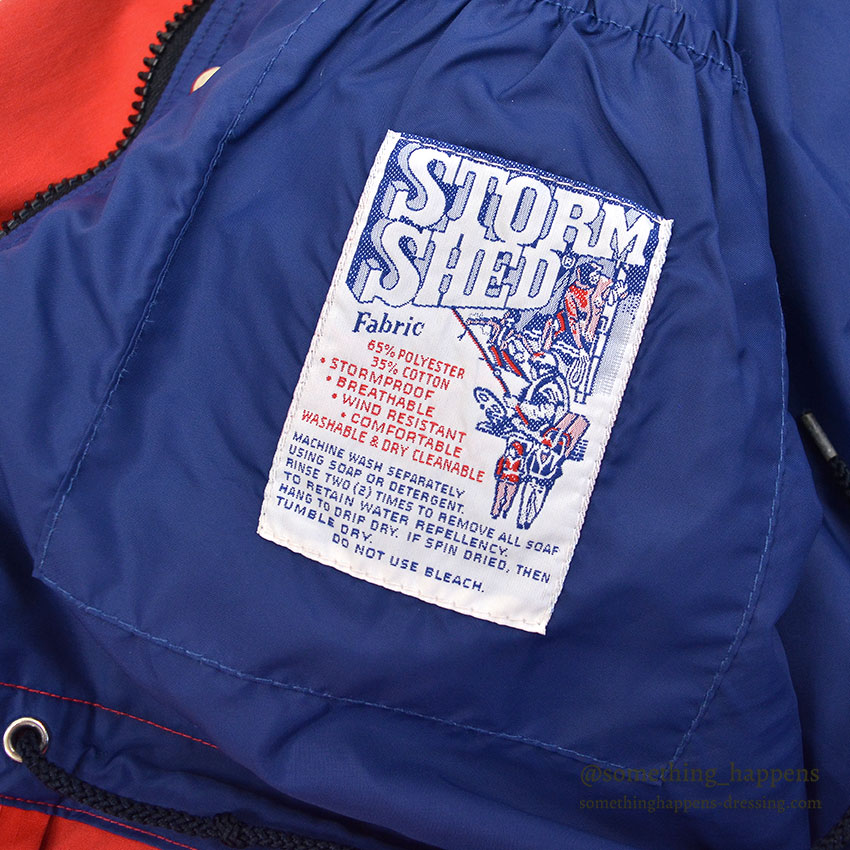 STORM
SHED®
Fabric
65% POLYESTER
35% COTTON
• STORMPROOF
• BREATHABLE
• WIND RESISTANT
• COMFORTABLE
WASHABLE & DRY CLEANABLE
MACHINE WASH SEPARATELY
USING SOAP OR DETERGENT.
RINSE TWO (2) TIMES TO REMOVE ALL SOAP
TO RETAIN WATER REPELLENCY.
HANG TO DRIP DRY. IF SPIN DRIED, THEN
TUMBLE DRY.
DO NOT USE BLEACH.
@something_happens
somethinghappens-dressing.com